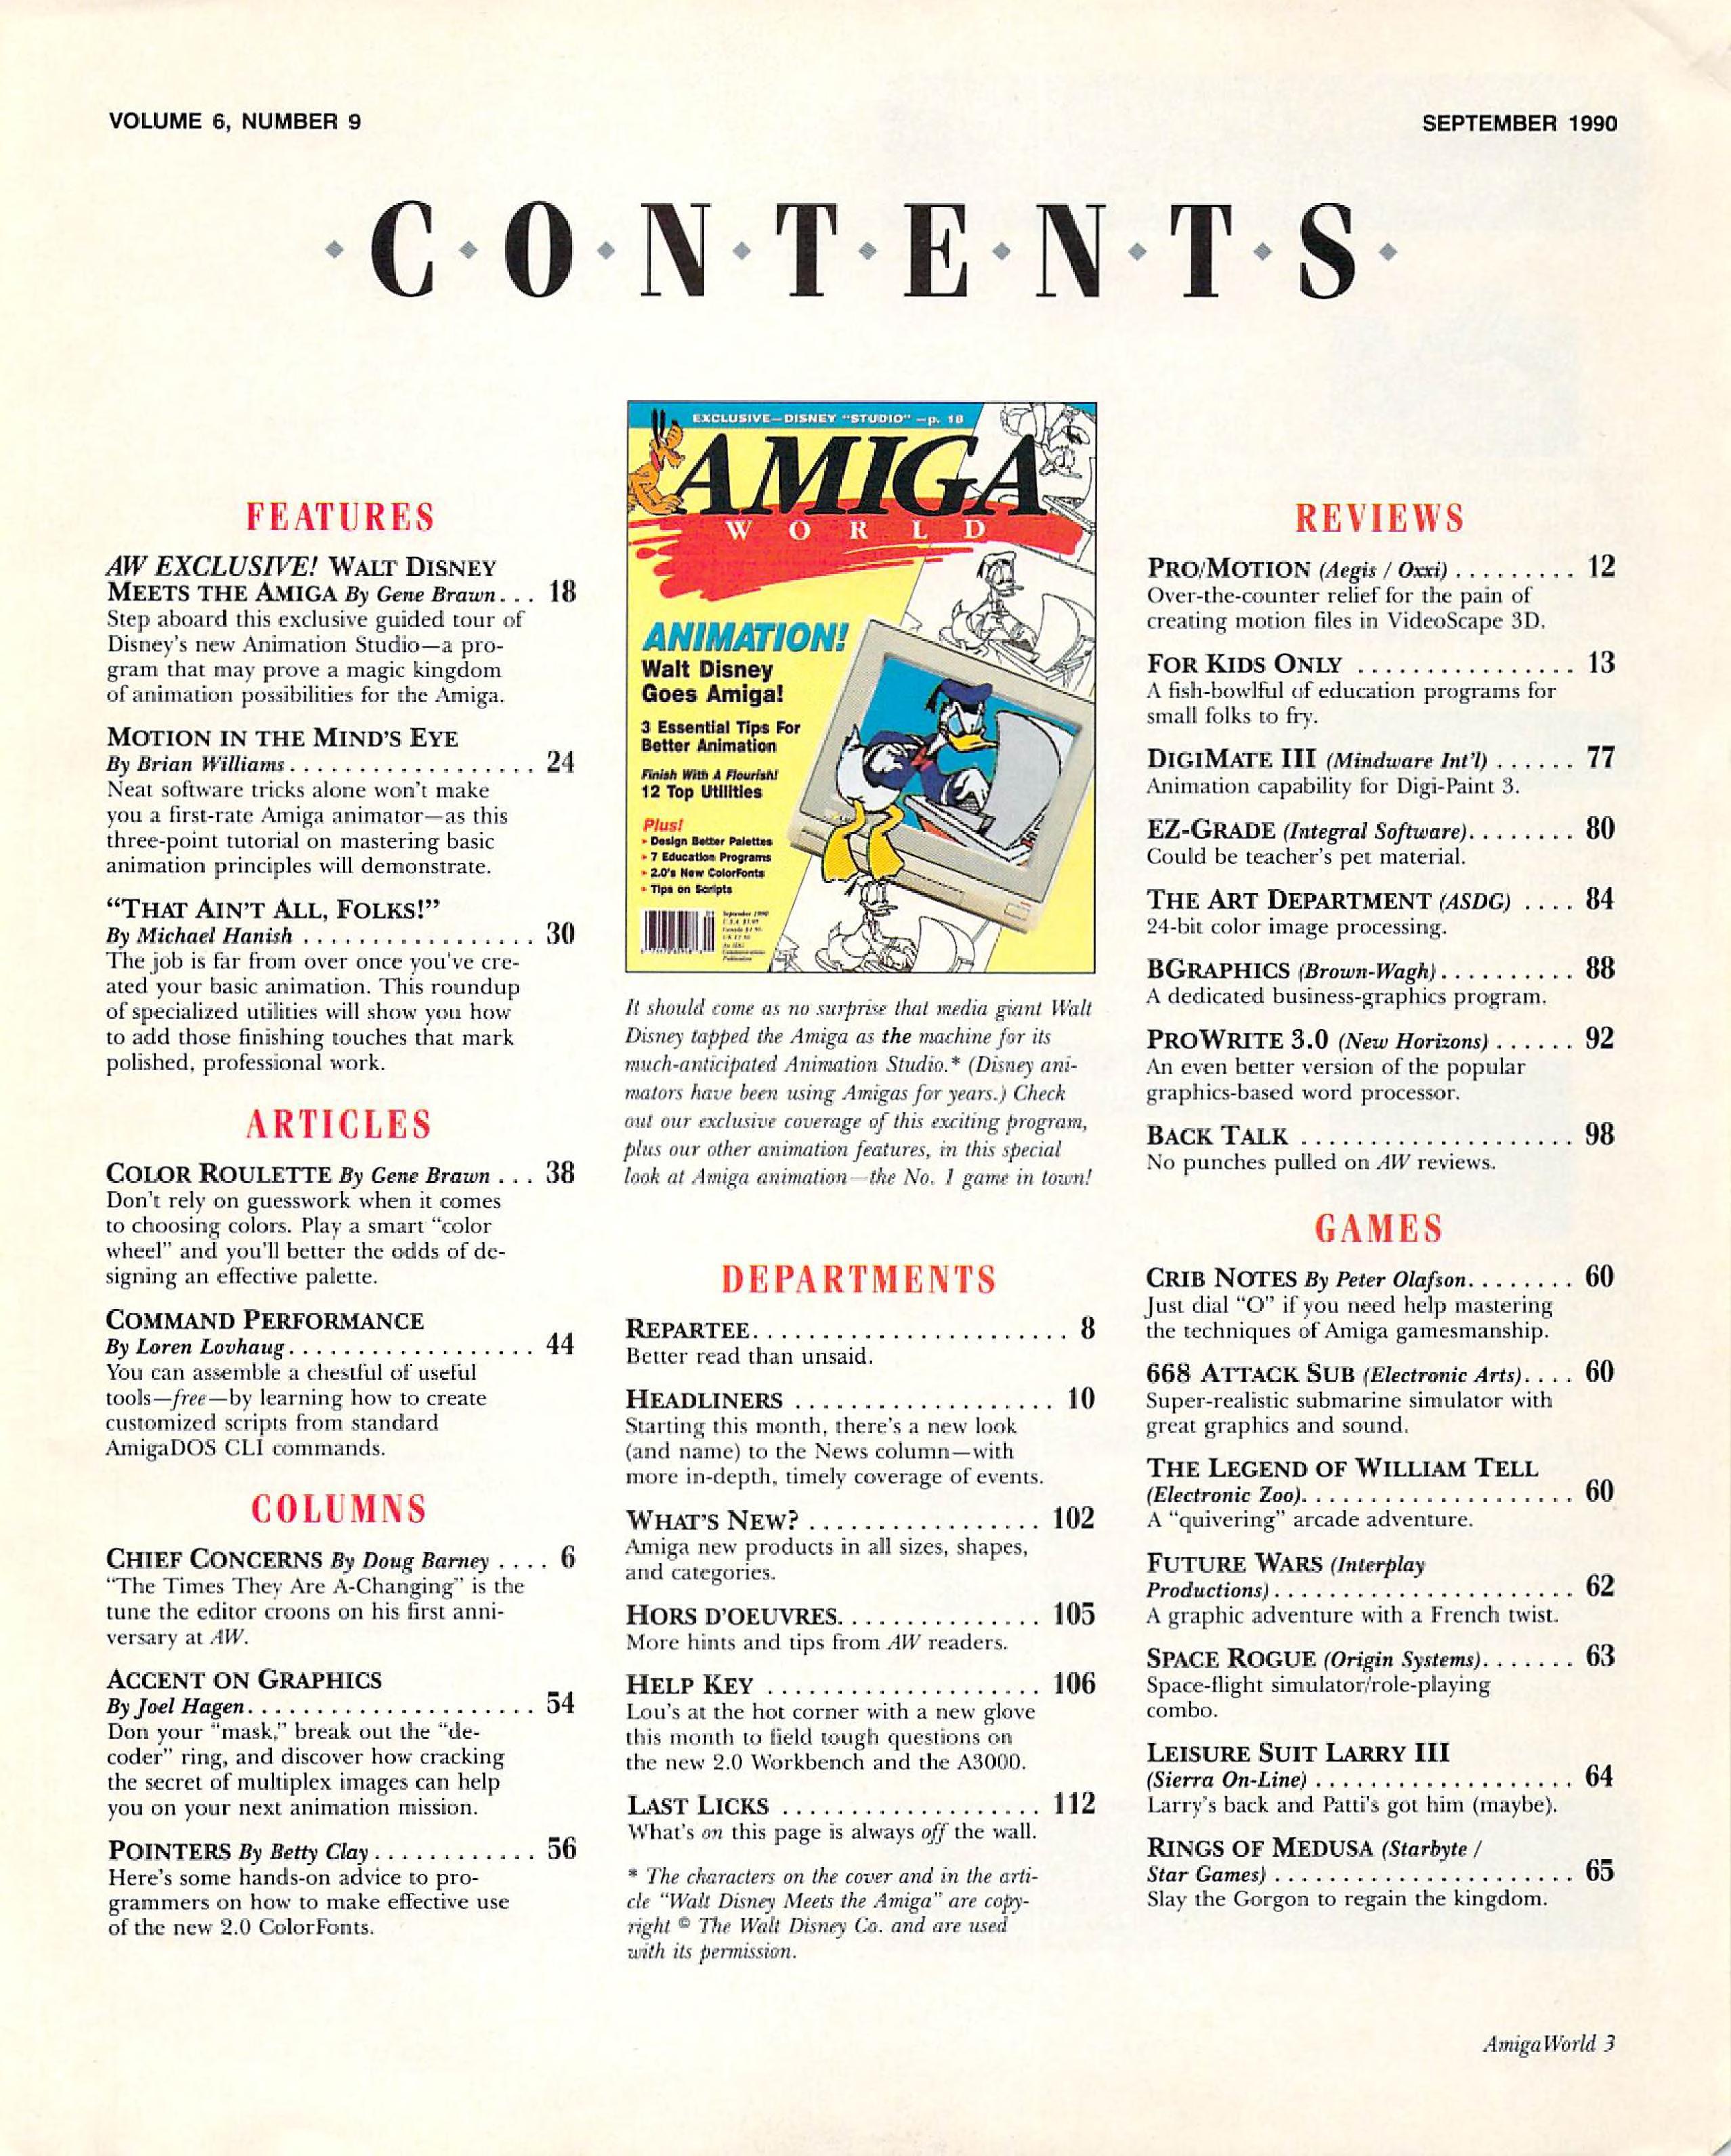 VOLUME 6, NUMBER 9
SEPTEMBER 1990
·C·O·N·T·E·N·T·S·
FEATURES
AW EXCLUSIVE! WALT DISNEY
MEETS THE AMIGA By Gene Brawn... 18
Step aboard this exclusive guided tour of
Disney's new Animation Studio—a pro-
gram that may prove a magic kingdom
of animation possibilities for the Amiga.
MOTION IN THE MIND'S EYE
By Brian Williams.................. 24
Neat software tricks alone won't make
you a first-rate Amiga animator—as this
three-point tutorial on mastering basic
animation principles will demonstrate.
“THAT AIN'T ALL, FOLKS!”
By Michael Hanish ................. 30
The job is far from over once you've cre-
ated your basic animation. This roundup
of specialized utilities will show you how
to add those finishing touches that mark
polished, professional work.
ARTICLES
COLOR ROULETTE By Gene Brawn ... 38
Don't rely on guesswork when it comes
to choosing colors. Play a smart “color
wheel” and you'll better the odds of de-
signing an effective palette.
COMMAND PERFORMANCE
By Loren Lovhaug.................. 44
You can assemble a chestful of useful
tools—free—by learning how to create
customized scripts from standard
AmigaDOS CLI commands.
COLUMNS
CHIEF CONCERNS By Doug Barney .... 6
“The Times They Are A-Changing” is the
tune the editor croons on his first anni-
versary at AW.
ACCENT ON GRAPHICS
By Joel Hagen..................... 54
Don your “mask,” break out the “de-
coder” ring, and discover how cracking
the secret of multiplex images can help
you on your next animation mission.
POINTERS By Betty Clay............ 56
Here's some hands-on advice to pro-
grammers on how to make effective use
of the new 2.0 ColorFonts.
EXCLUSIVE—DISNEY “STUDIO” —p. 18
AMIGA
WORLD
ANIMATION!
Walt Disney
Goes Amiga!
3 Essential Tips For
Better Animation
Finish With A Flourish!
12 Top Utilities
Plus!
Design Better Palettes
7 Education Programs
2.0's New ColorFonts
Tips on Scripts
September 1990
It should come as no surprise that media giant Walt
Disney tapped the Amiga as the machine for its
much-anticipated Animation Studio.* (Disney ani-
mators have been using Amigas for years.) Check
out our exclusive coverage of this exciting program,
plus our other animation features, in this special
look at Amiga animation—the No. 1 game in town!
DEPARTMENTS
REPARTEE....................... 8
Better read than unsaid.
HEADLINERS ................... 10
Starting this month, there's a new look
(and name) to the News column—with
more in-depth, timely coverage of events.
WHAT'S NEW? ................. 102
Amiga new products in all sizes, shapes,
and categories.
HORS D'OEUVRES............... 105
More hints and tips from AW readers.
HELP KEY .................... 106
Lou's at the hot corner with a new glove
this month to field tough questions on
the new 2.0 Workbench and the A3000.
LAST LICKS ................... 112
What's on this page is always off the wall.
* The characters on the cover and in the arti-
cle “Walt Disney Meets the Amiga” are copy-
right © The Walt Disney Co. and are used
with its permission.
REVIEWS
PRO/MOTION (Aegis / Oxxi) ......... 12
Over-the-counter relief for the pain of
creating motion files in VideoScape 3D.
FOR KIDS ONLY ................ 13
A fish-bowlful of education programs for
small folks to fry.
DIGIMATE III (Mindware Int'l) ...... 77
Animation capability for Digi-Paint 3.
EZ-GRADE (Integral Software)........ 80
Could be teacher's pet material.
THE ART DEPARTMENT (ASDG) .... 84
24-bit color image processing.
BGRAPHICS (Brown-Wagh).......... 88
A dedicated business-graphics program.
PROWRITE 3.0 (New Horizons) ...... 92
An even better version of the popular
graphics-based word processor.
BACK TALK .................... 98
No punches pulled on AW reviews.
GAMES
CRIB NOTES By Peter Olafson........ 60
Just dial “O” if you need help mastering
the techniques of Amiga gamesmanship.
668 ATTACK SUB (Electronic Arts).... 60
Super-realistic submarine simulator with
great graphics and sound.
THE LEGEND OF WILLIAM TELL
(Electronic Zoo).................... 60
A “quivering” arcade adventure.
FUTURE WARS (Interplay
Productions)...................... 62
A graphic adventure with a French twist.
SPACE ROGUE (Origin Systems)....... 63
Space-flight simulator/role-playing
combo.
LEISURE SUIT LARRY III
(Sierra On-Line) ................... 64
Larry's back and Patti's got him (maybe).
RINGS OF MEDUSA (Starbyte /
Star Games) ...................... 65
Slay the Gorgon to regain the kingdom.
AmigaWorld 3